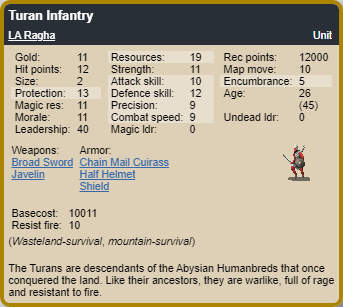 Turan Infantry
LA Ragha Unit
Gold: 11 Resources: 19 Rec points: 12000
Hit points: 12 Strength: 11 Map move: 10
Size: 2 Attack skill: 10 Encumbrance: 5
Protection: 13 Defence skill: 12 Age: 26
Magic res: 11 Precision: 9 (45)
Morale: 11 Combat speed: 9 Undead ldr: 0
Leadership: 40 Magic ldr: 0
Weapons: Armor:
Broad Sword Chain Mail Cuirass
Javelin Half Helmet
Shield
Basecost: 10011
Resist fire: 10
(Wasteland-survival, mountain-survival)
The Turans are descendants of the Abysian Humanbreds that once
conquered the land. Like their ancestors, they are warlike, full of rage
and resistant to fire.